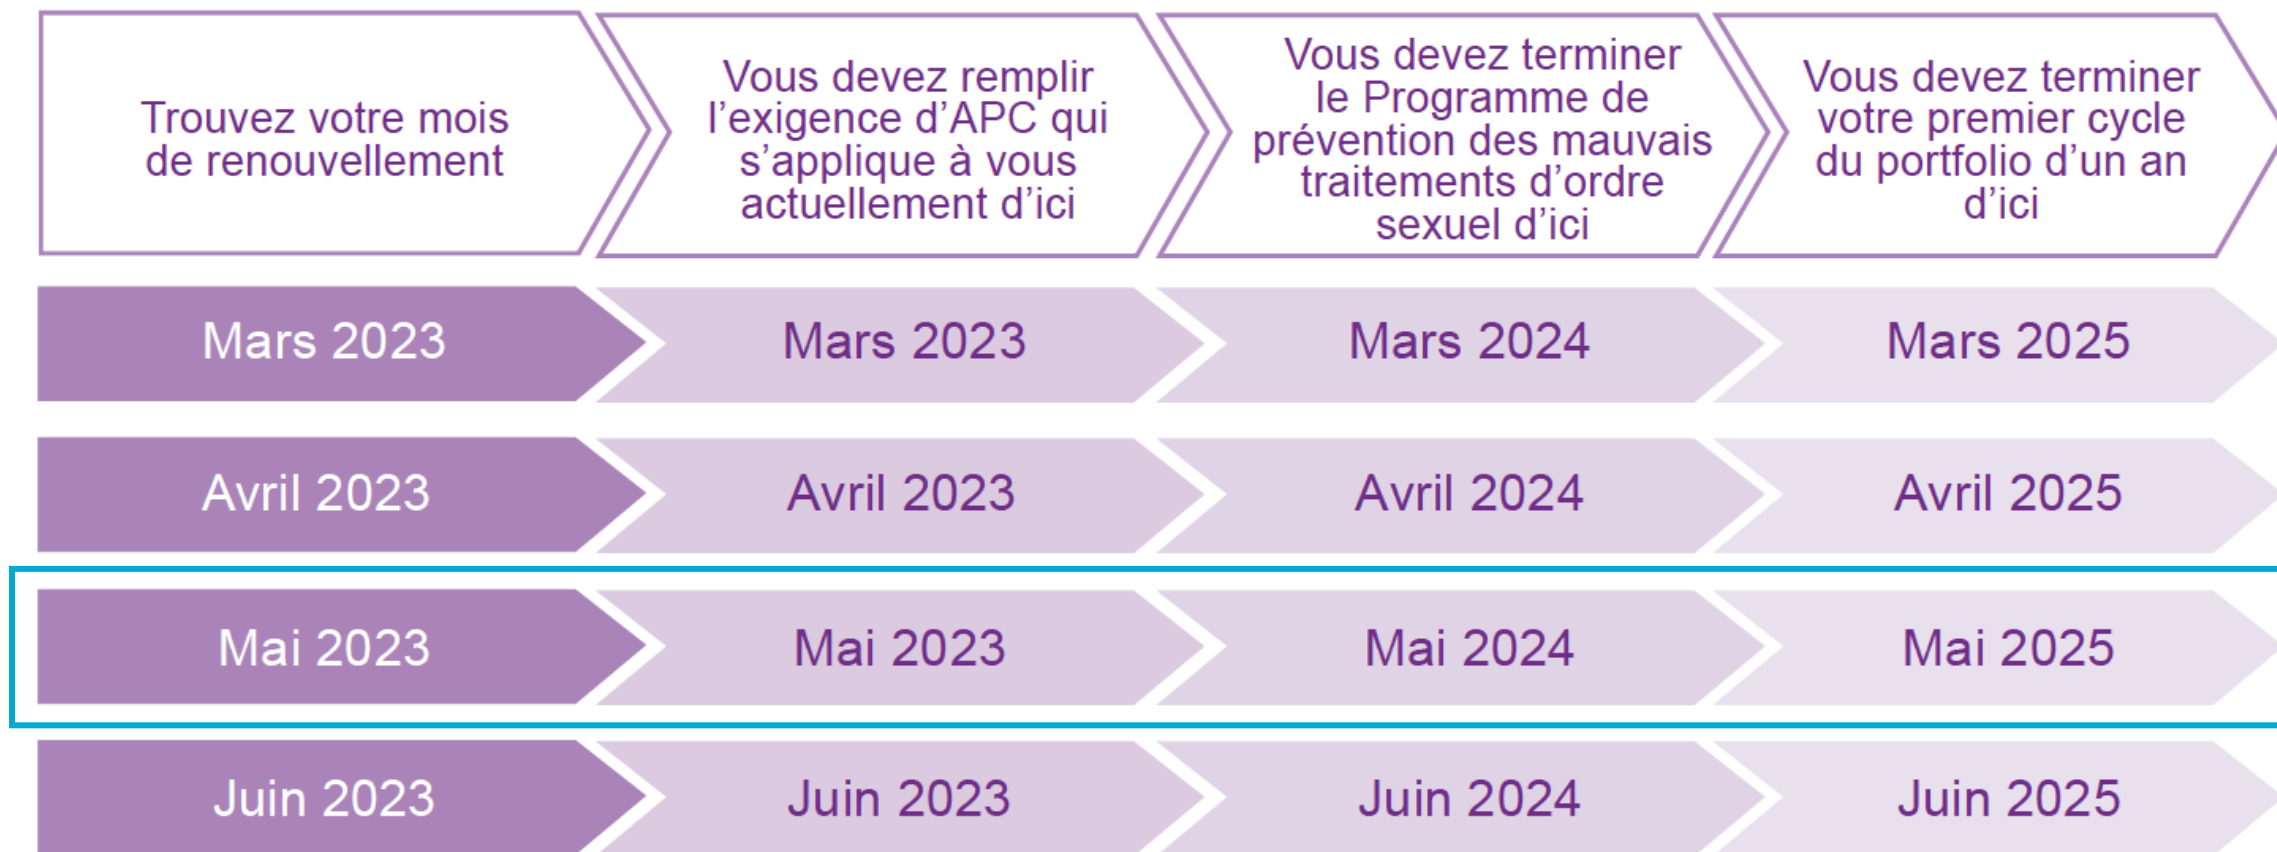 Trouvez votre mois
de renouvellement
Vous devez remplir
l’exigence d’APC qui
s’applique à vous
actuellement d’ici
Vous devez terminer
le Programme de
prévention des mauvais
traitements d’ordre
sexuel d’ici
Vous devez terminer
votre premier cycle
du portfolio d’un an
d’ici
Mars 2023
Mars 2023
Mars 2024
Mars 2025
Avril 2023
Avril 2023
Avril 2024
Avril 2025
Mai 2023
Mai 2023
Mai 2024
Mai 2025
Juin 2023
Juin 2023
Juin 2024
Juin 2025